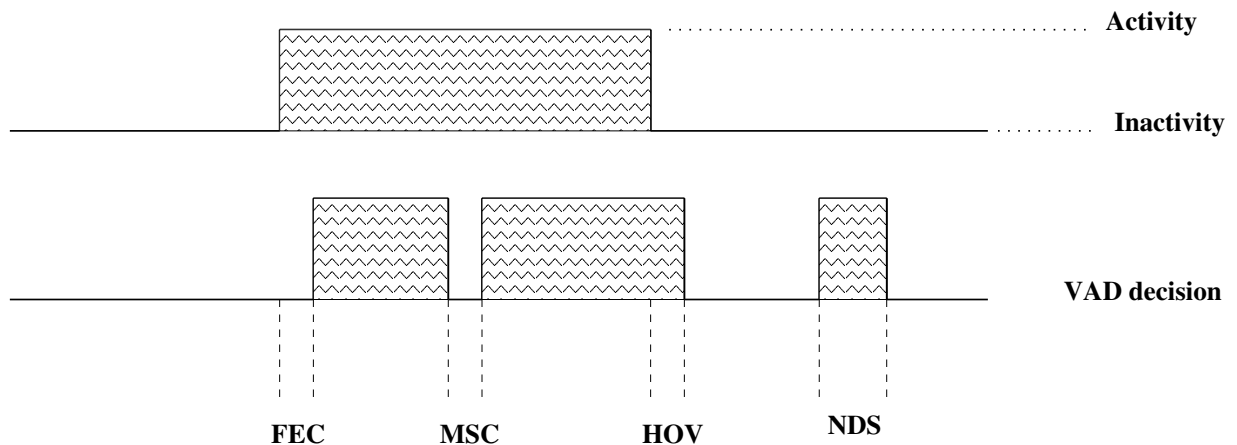 Activity
Inactivity
VAD decision
FEC
MSC
HOV
NDS